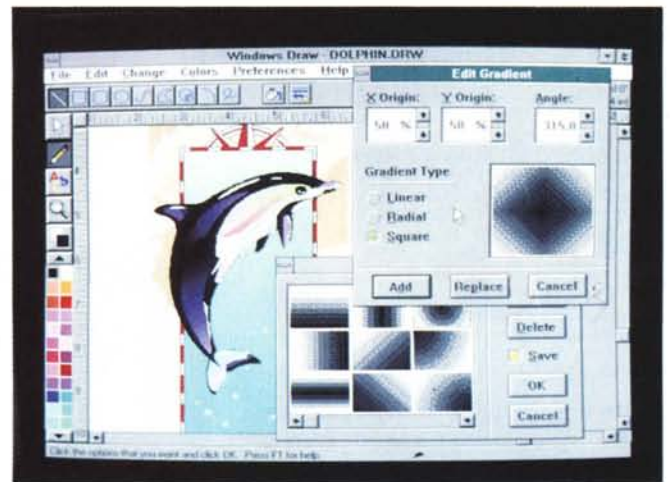 Windows Draw - DOLPHIN.DRW
File Edit Change Colors Preferences Help
Edit Gradient
X Origin: Y Origin: Angle:
50 % 50 % 315.0
Gradient Type
Linear
Radial
Square
Add Replace Cancel
Delete
Save
OK
Cancel
Click the options that you want and click OK. Press F1 for help.
Ab